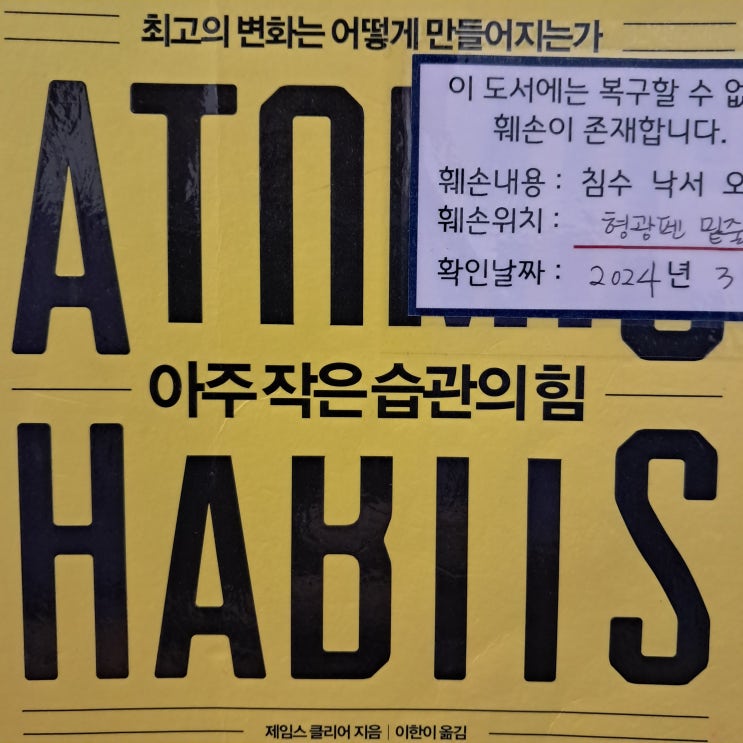 최고의 변화는 어떻게 만들어지는가
ATOMIC
이 도서에는 복구할 수 없
훼손이 존재합니다.
훼손내용 : 침수 낙서 오
훼손위치 : 형광펜 밑줄
확인날짜 : 2024년 3
아주 작은 습관의 힘
HABITS
제임스 클리어 지음 | 이한이 옮김